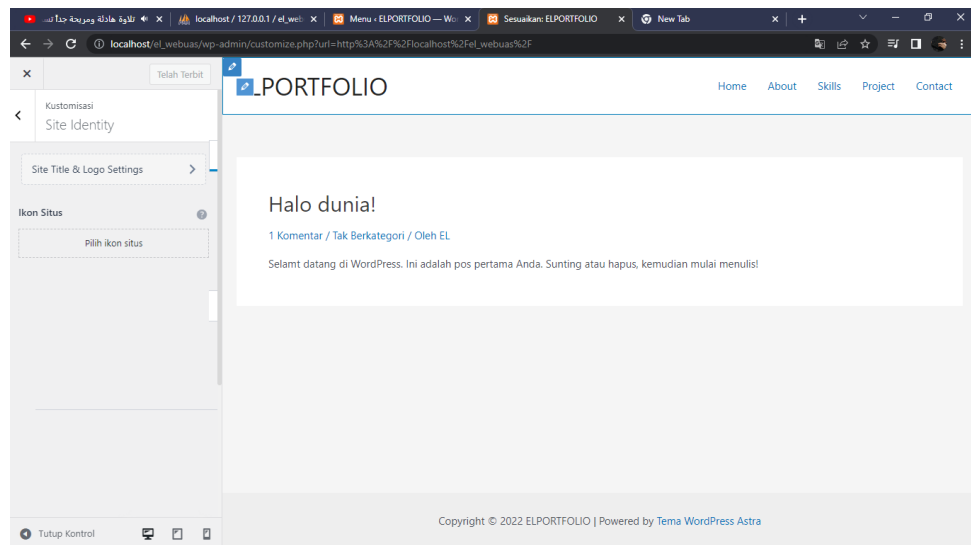 تلاوة هادئة ومريحة جداً تس
localhost / 127.0.0.1 / el_web
Menu ‹ ELPORTFOLIO — Wo
Sesuaikan: ELPORTFOLIO
New Tab
localhost/el_webuas/wp-admin/customize.php?url=http%3A%2F%2Flocalhost%2Fel_webuas%2F
Telah Terbit
Kustomisasi
Site Identity
Site Title & Logo Settings
Ikon Situs
Pilih ikon situs
Tutup Kontrol
LPORTFOLIO
Home About Skills Project Contact
Halo dunia!
1 Komentar / Tak Berkategori / Oleh EL
Selamt datang di WordPress. Ini adalah pos pertama Anda. Sunting atau hapus, kemudian mulai menulis!
Copyright © 2022 ELPORTFOLIO | Powered by Tema WordPress Astra